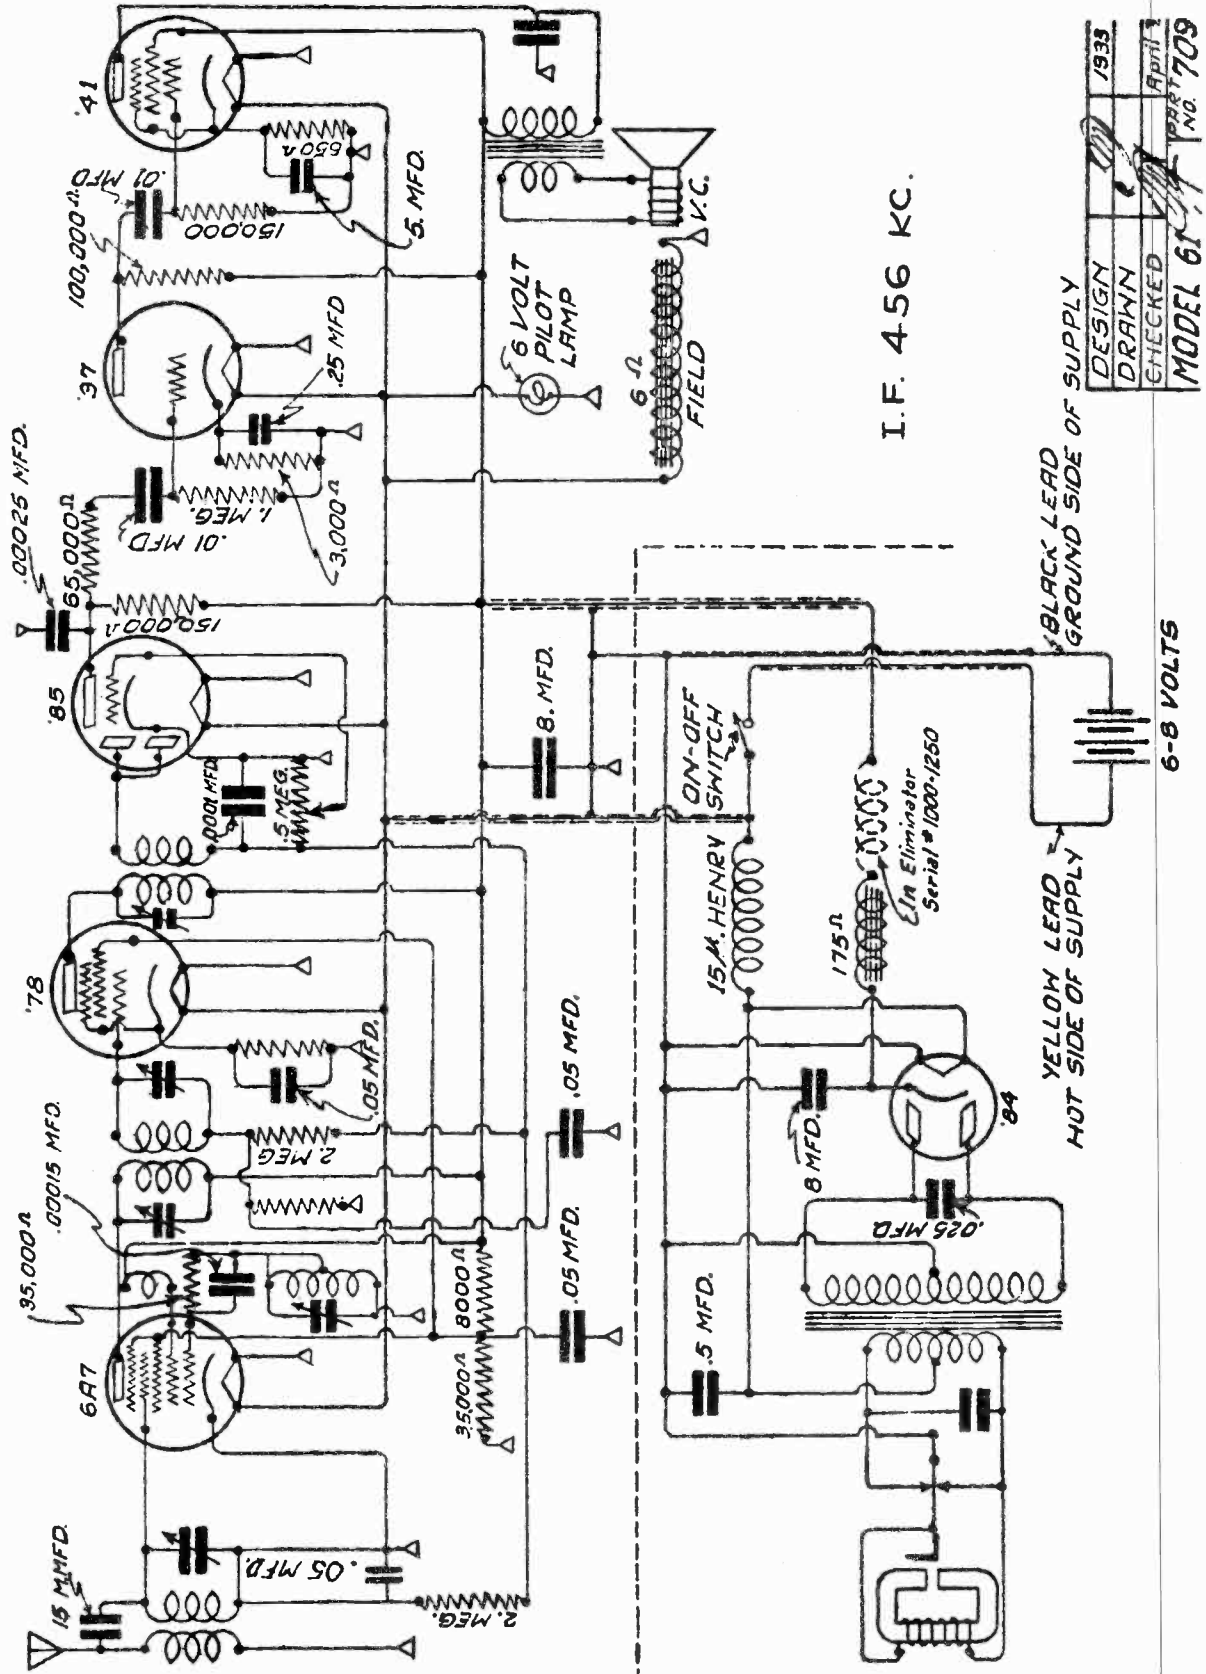 15 MMFD.
.05 MFD.
2. MEG.
6A7
35,000Ω
.00015 MFD.
35,000Ω
8000Ω
.05 MFD.
2. MEG
.05 MFD.
'78
.05 MFD.
.0001 MFD.
.5 MEG.
'85
.00025 MFD.
65,000Ω
150,000Ω
8. MFD.
.01 MFD
1. MEG.
3,000Ω
'37
.25 MFD
100,000Ω
.01 MFD
150,000
'41
650Ω
5. MFD.
6 VOLT
PILOT
LAMP
6Ω
FIELD
V.C.
I.F. 456 KC.
.5 MFD.
.025 MFD.
8 MFD.
'84
15 µ. HENRY
175Ω
ON-OFF
SWITCH
In Eliminator
Serial # 1000-1250
YELLOW LEAD
HOT SIDE OF SUPPLY
BLACK LEAD
GROUND SIDE OF SUPPLY
6-8 VOLTS
DESIGN 1933
DRAWN
CHECKED April
MODEL 61 PART NO. 709